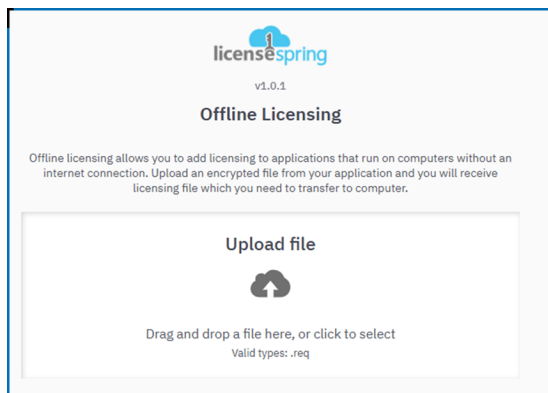 licensespring
v1.0.1
Offline Licensing
Offline licensing allows you to add licensing to applications that run on computers without an
internet connection. Upload an encrypted file from your application and you will receive
licensing file which you need to transfer to computer.
Upload file
Drag and drop a file here, or click to select
Valid types: .req